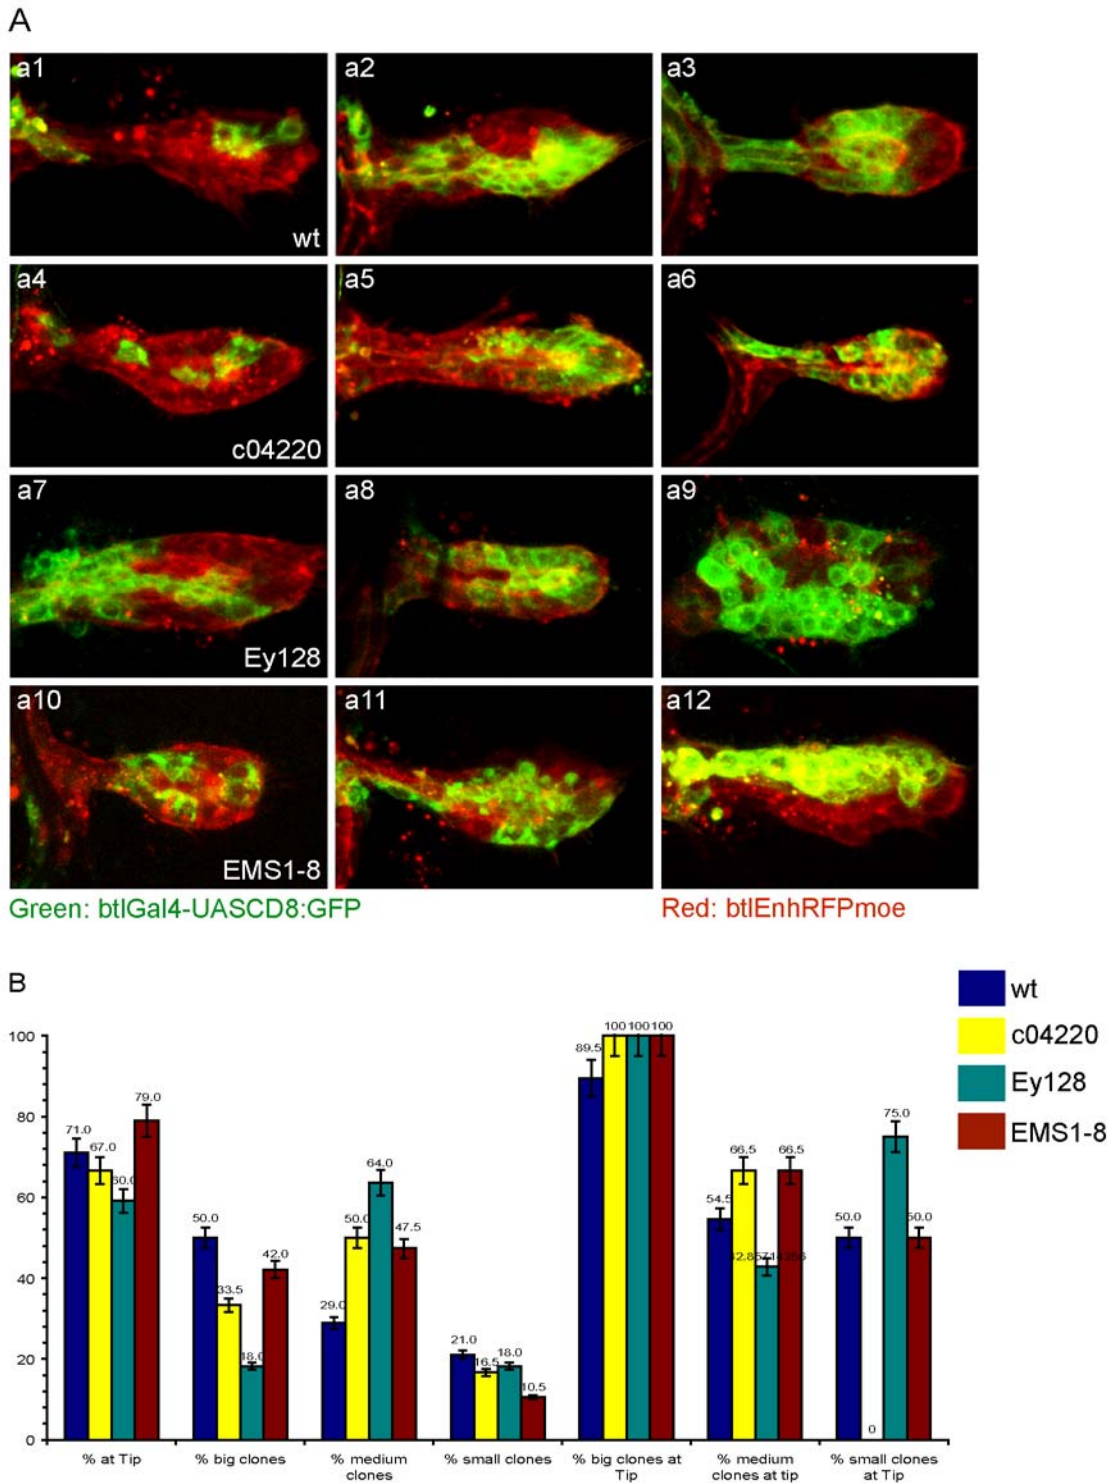 A
a1 a2 a3
wt
a4 a5 a6
c04220
a7 a8 a9
Ey128
a10 a11 a12
EMS1-8
Green: btlGal4-UASCD8:GFP Red: btlEnhRFPmoe
B
wt
c04220
Ey128
EMS1-8
100
80
60
40
20
0
71.0 67.0 60.0 79.0
50.0 33.5 18.0 42.0
29.0 50.0 64.0 47.5
21.0 16.5 18.0 10.5
89.5 100 100 100
54.5 66.5 66.5
50.0 0 75.0 50.0
% at Tip
% big clones
% medium
clones
% small clones
% big clones at
Tip
% medium
clones at tip
% small clones
at Tip